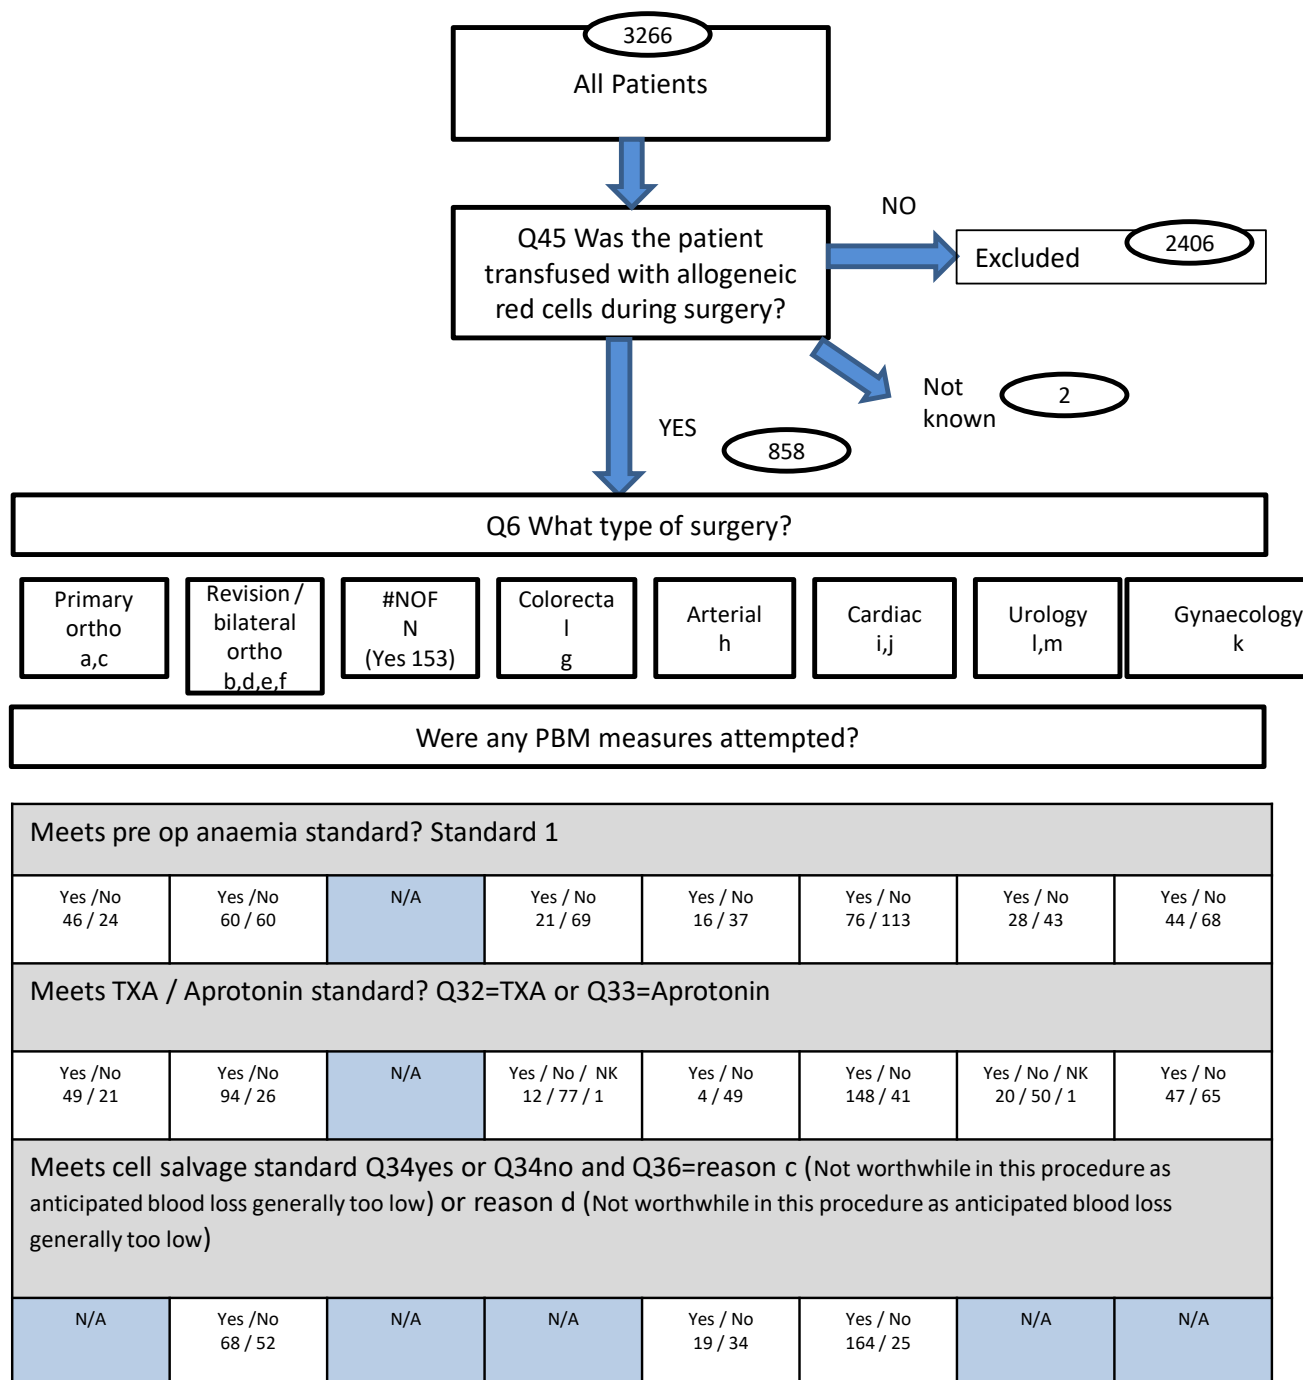 3266
All Patients
Q45 Was the patient
transfused with allogeneic
red cells during surgery?
NO
Excluded
2406
Not
known
2
YES
858
Q6 What type of surgery?
Primary
ortho
a,c
Revision /
bilateral
ortho
b,d,e,f
#NOF
N
(Yes 153)
Colorecta
l
g
Arterial
h
Cardiac
i,j
Urology
l,m
Gynaecology
k
Were any PBM measures attempted?
Meets pre op anaemia standard? Standard 1
Yes /No
46 / 24
Yes /No
60 / 60
N/A
Yes / No
21 / 69
Yes / No
16 / 37
Yes / No
76 / 113
Yes / No
28 / 43
Yes / No
44 / 68
Meets TXA / Aprotonin standard? Q32=TXA or Q33=Aprotonin
Yes /No
49 / 21
Yes /No
94 / 26
N/A
Yes / No / NK
12 / 77 / 1
Yes / No
4 / 49
Yes / No
148 / 41
Yes / No / NK
20 / 50 / 1
Yes / No
47 / 65
Meets cell salvage standard Q34yes or Q34no and Q36=reason c (Not worthwhile in this procedure as
anticipated blood loss generally too low) or reason d (Not worthwhile in this procedure as anticipated blood loss
generally too low)
N/A
Yes /No
68 / 52
N/A
N/A
Yes / No
19 / 34
Yes / No
164 / 25
N/A
N/A